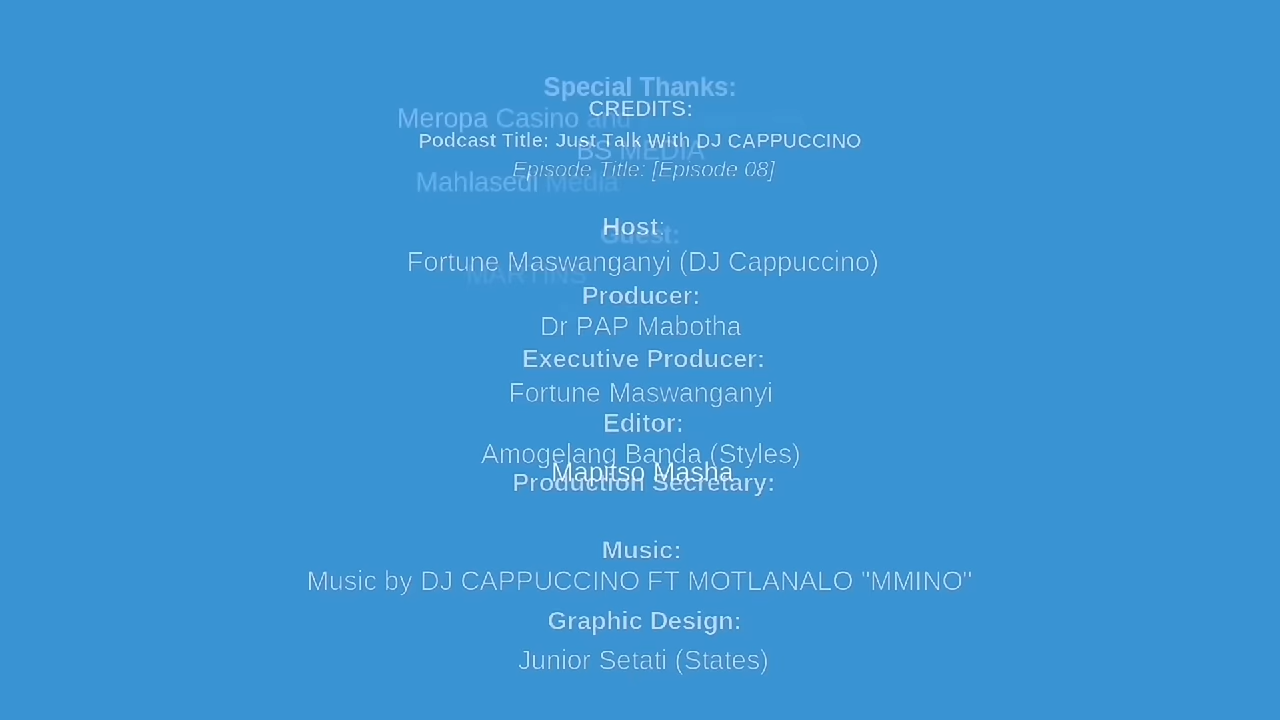 Special Thanks:
CREDITS:
Meropa Casino and
Podcast Title: Just Talk With DJ CAPPUCCINO
BS MEDIA
Episode Title: [Episode 08]
Mahlasedi Media
Host:
Guest:
Fortune Maswanganyi (DJ Cappuccino)
MARTINS
Producer:
Dr PAP Mabotha
Executive Producer:
Fortune Maswanganyi
Editor:
Amogelang Banda (Styles)
Mapitso Masha
Production Secretary:
Music:
Music by DJ CAPPUCCINO FT MOTLANALO "MMINO"
Graphic Design:
Junior Setati (States)